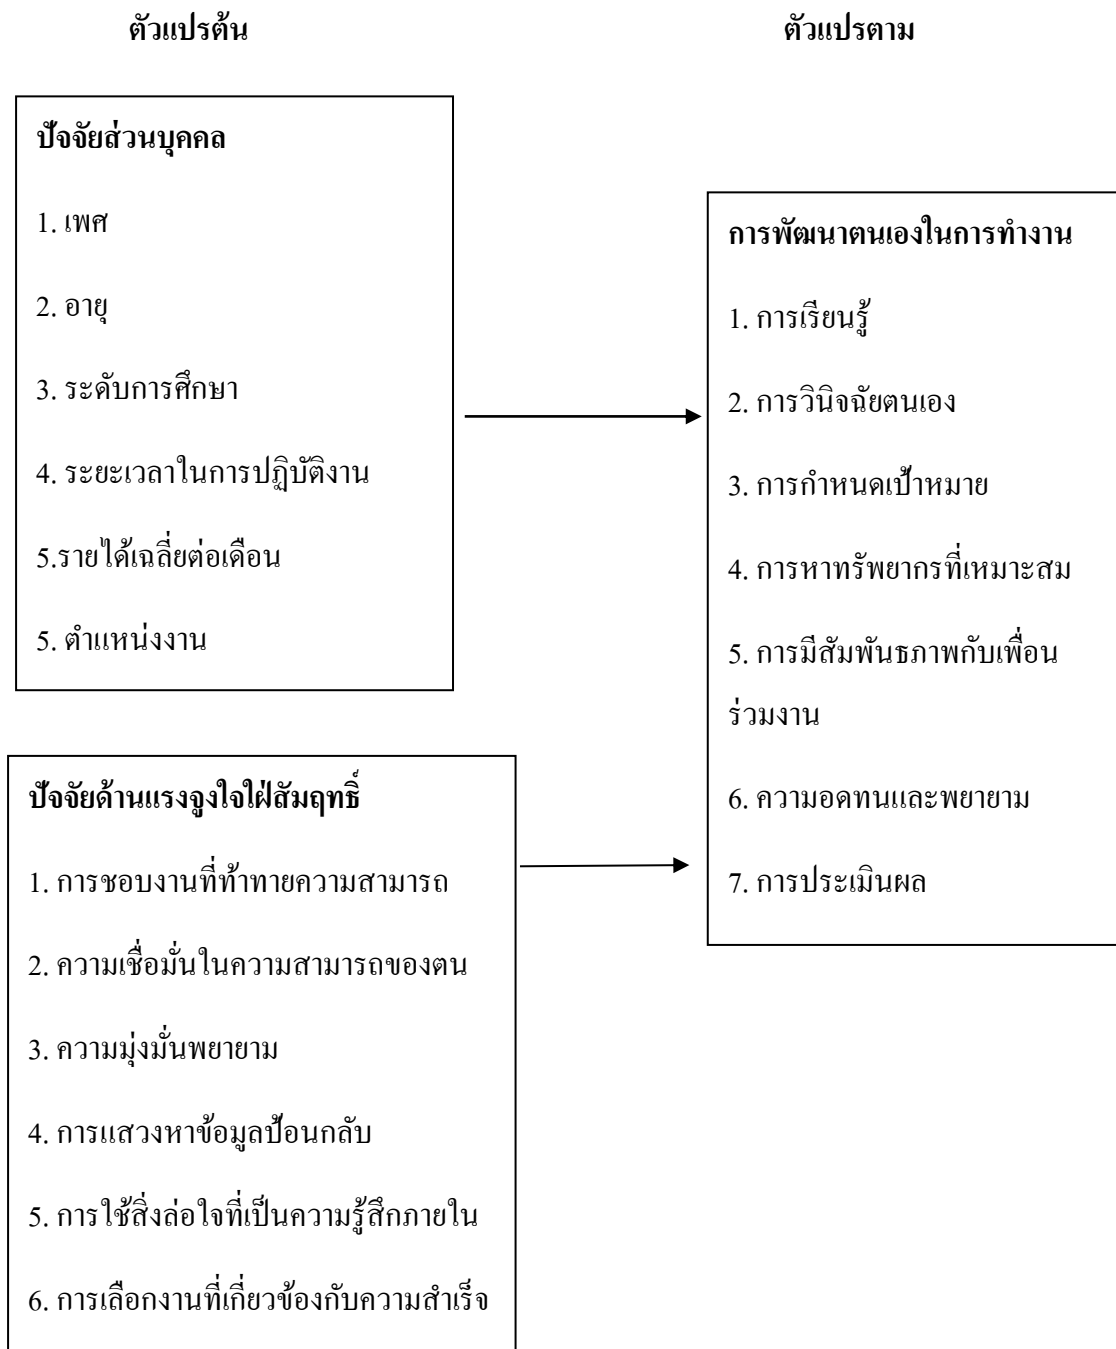 ตัวแปรต้น
ตัวแปรตาม
ปัจจัยส่วนบุคคล
1. เพศ
2. อายุ
3. ระดับการศึกษา
4. ระยะเวลาในการปฏิบัติงาน
5.รายได้เฉลี่ยต่อเดือน
5. ตำแหน่งงาน
ปัจจัยด้านแรงจูงใจใฝ่สัมฤทธิ์
1. การชอบงานที่ท้าทายความสามารถ
2. ความเชื่อมั่นในความสามารถของตน
3. ความมุ่งมั่นพยายาม
4. การแสวงหาข้อมูลป้อนกลับ
5. การใช้สิ่งล่อใจที่เป็นความรู้สึกภายใน
6. การเลือกงานที่เกี่ยวข้องกับความสำเร็จ
การพัฒนาตนเองในการทำงาน
1. การเรียนรู้
2. การวินิจฉัยตนเอง
3. การกำหนดเป้าหมาย
4. การหาทรัพยากรที่เหมาะสม
5. การมีสัมพันธภาพกับเพื่อน
ร่วมงาน
6. ความอดทนและพยายาม
7. การประเมินผล